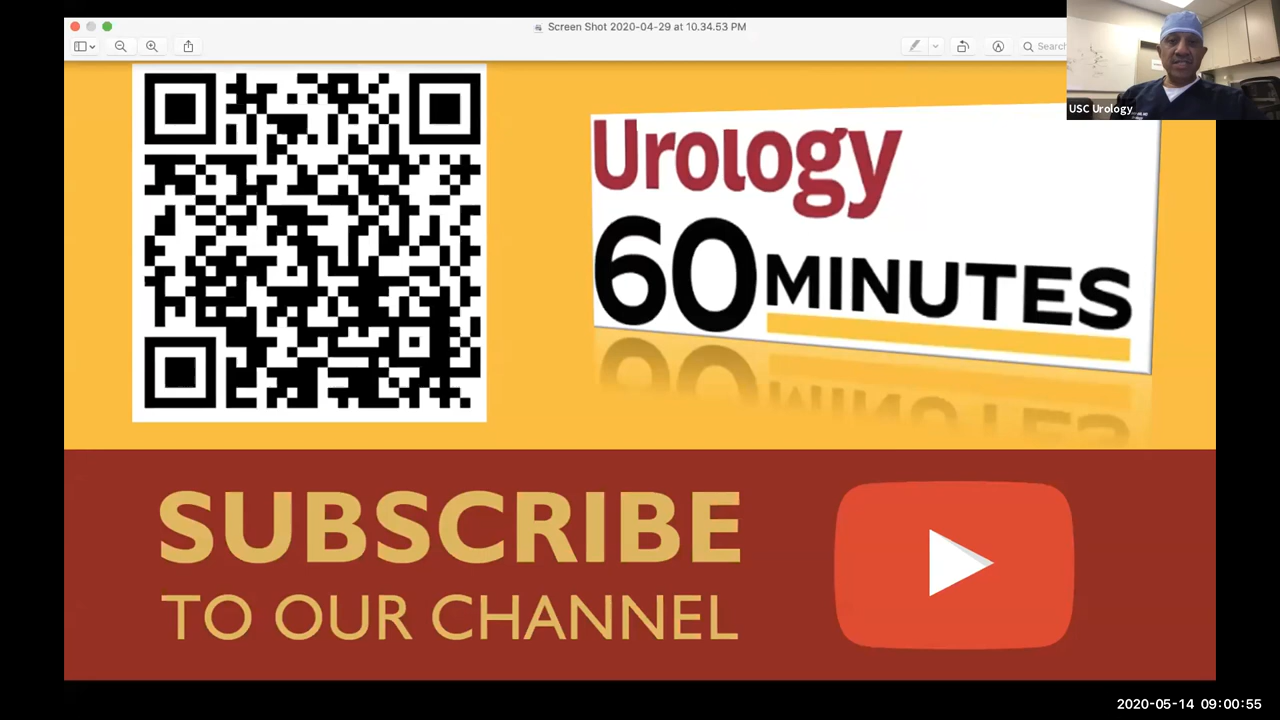 Screen Shot 2020-04-29 at 10.34.53 PM
Search
USC Urology
Urology
60 MINUTES
SUBSCRIBE
TO OUR CHANNEL
2020-05-14 09:00:55